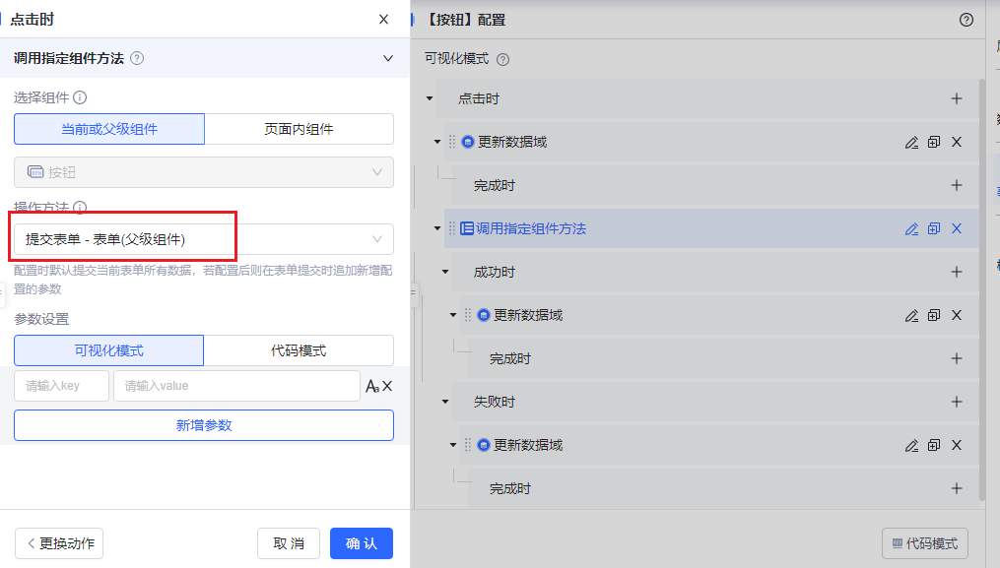 点击时
调用指定组件方法
选择组件
当前或父级组件
页面内组件
按钮
操作方法
提交表单 - 表单(父级组件)
配置时默认提交当前表单所有数据，若配置后则在表单提交时追加新增配
置的参数
参数设置
可视化模式
代码模式
请输入key
请输入value
新增参数
更换动作
取 消
确 认
【按钮】配置
可视化模式
点击时
更新数据域
完成时
调用指定组件方法
成功时
更新数据域
完成时
失败时
更新数据域
完成时
代码模式